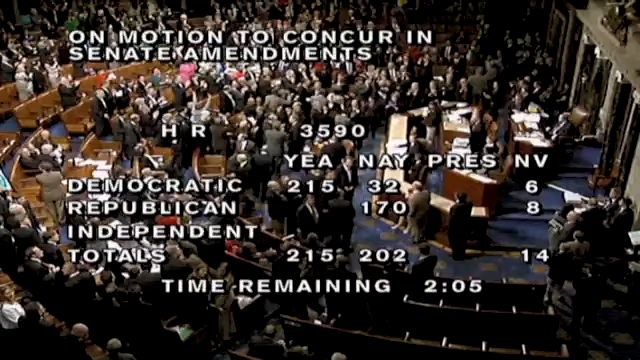 ON MOTION TO CONCUR IN
SENATE AMENDMENTS
H R 3590
YEA NAY PRES NV
DEMOCRATIC 215 32 6
REPUBLICAN 170 8
INDEPENDENT
TOTALS 215 202 14
TIME REMAINING 2:05